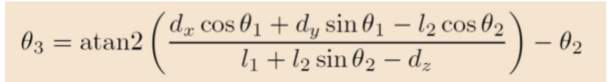 θ₃ = atan2 ( (dₓ cos θ₁ + d_y sin θ₁ − l₂ cos θ₂) / (l₁ + l₂ sin θ₂ − d_z) ) − θ₂